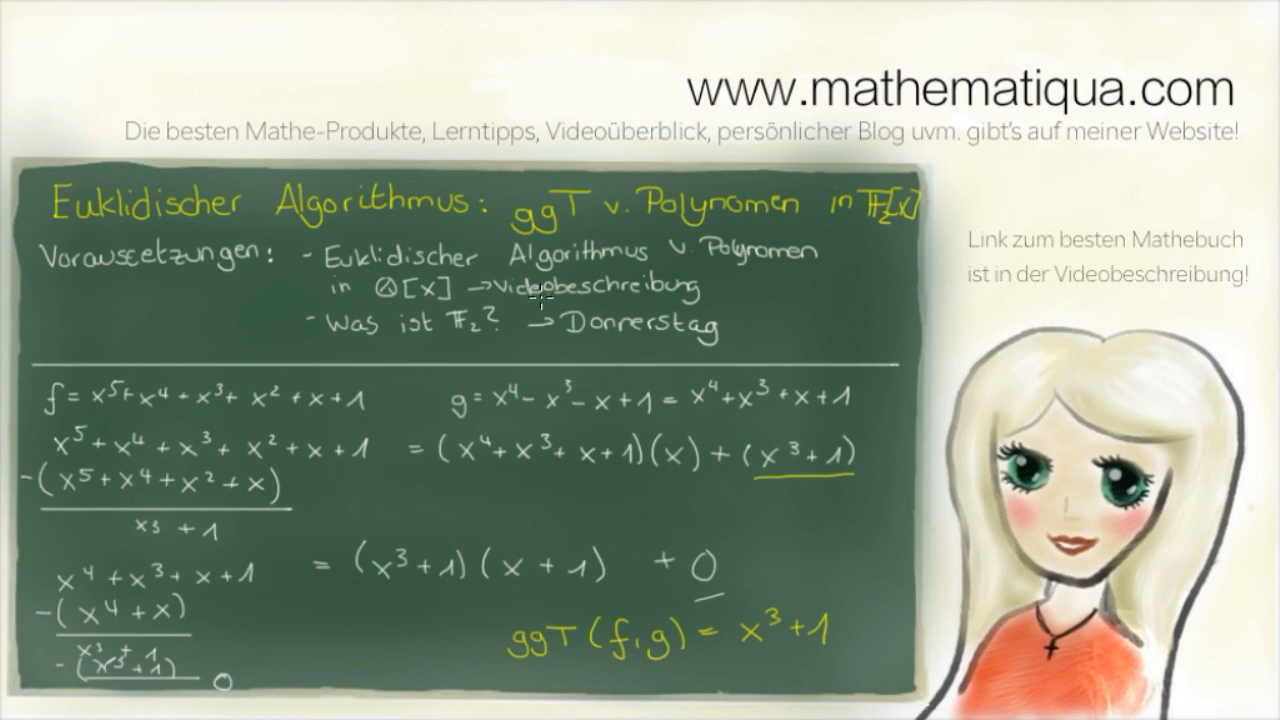 www.mathematiqua.com
Die besten Mathe-Produkte, Lerntipps, Videoüberblick, persönlicher Blog uvm. gibt's auf meiner Website!
Euklidischer Algorithmus: ggT v. Polynomen in 𝔽₂[x]
Voraussetzungen: - Euklidischer Algorithmus v. Polynomen
in ℚ[x] → Videobeschreibung
- Was ist 𝔽₂? → Donnerstag
Link zum besten Mathebuch
ist in der Videobeschreibung!
f = x⁵ + x⁴ + x³ + x² + x + 1 g = x⁴ - x³ - x + 1 = x⁴ + x³ + x + 1
x⁵ + x⁴ + x³ + x² + x + 1 = (x⁴ + x³ + x + 1)(x) + (x³ + 1)
-(x⁵ + x⁴ + x² + x)
x³ + 1
x⁴ + x³ + x + 1 = (x³ + 1)(x + 1) + 0
-(x⁴ + x)
x³ + 1
-(x³ + 1)
0
ggT(f,g) = x³ + 1